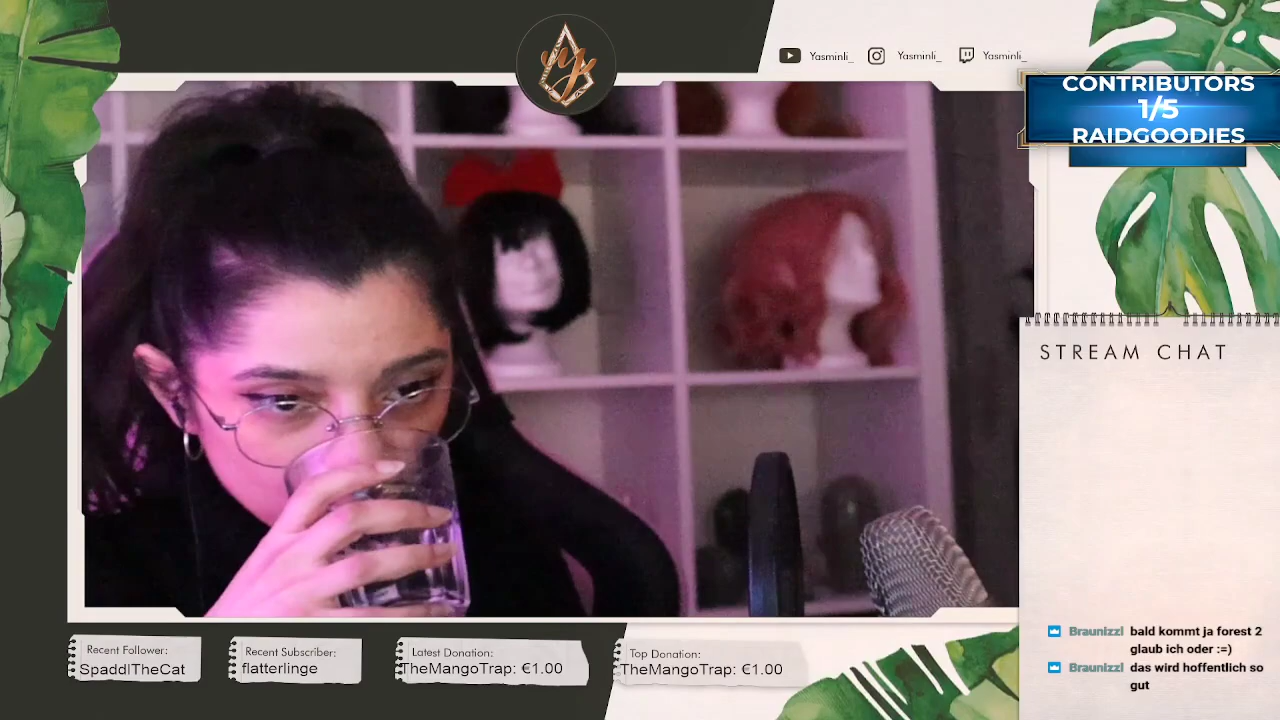 Yasminli_
Yasminli_
Yasminli_
CONTRIBUTORS
1/5
RAIDGOODIES
STREAM CHAT
Braunizzl bald kommt ja forest 2
glaub ich oder :=)
Braunizzl das wird hoffentlich so
gut
Recent Follower:
SpaddlTheCat
Recent Subscriber:
flatterlinge
Latest Donation:
TheMangoTrap: €1.00
Top Donation:
TheMangoTrap: €1.00